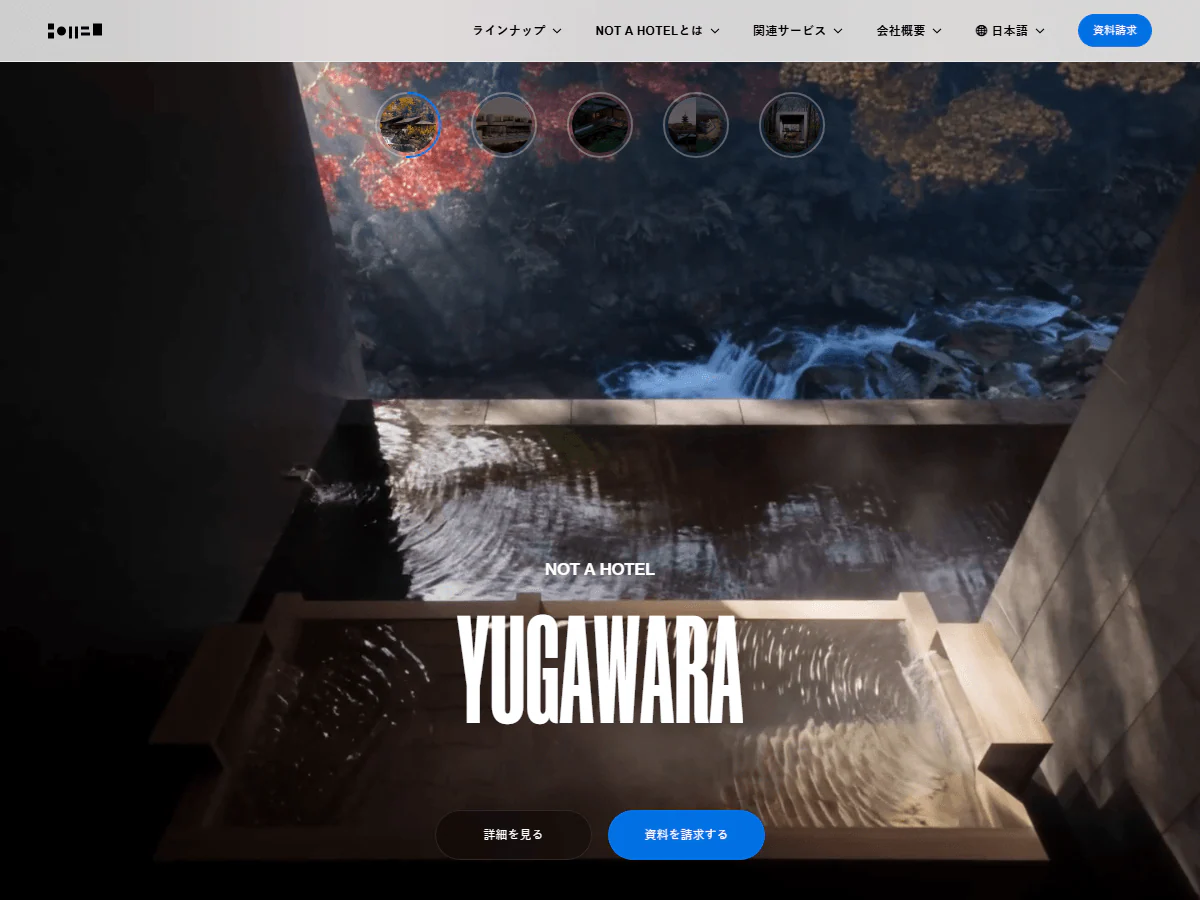 ラインナップ
NOT A HOTELとは
関連サービス
会社概要
日本語
資料請求
NOT A HOTEL
YUGAWARA
詳細を見る
資料を請求する